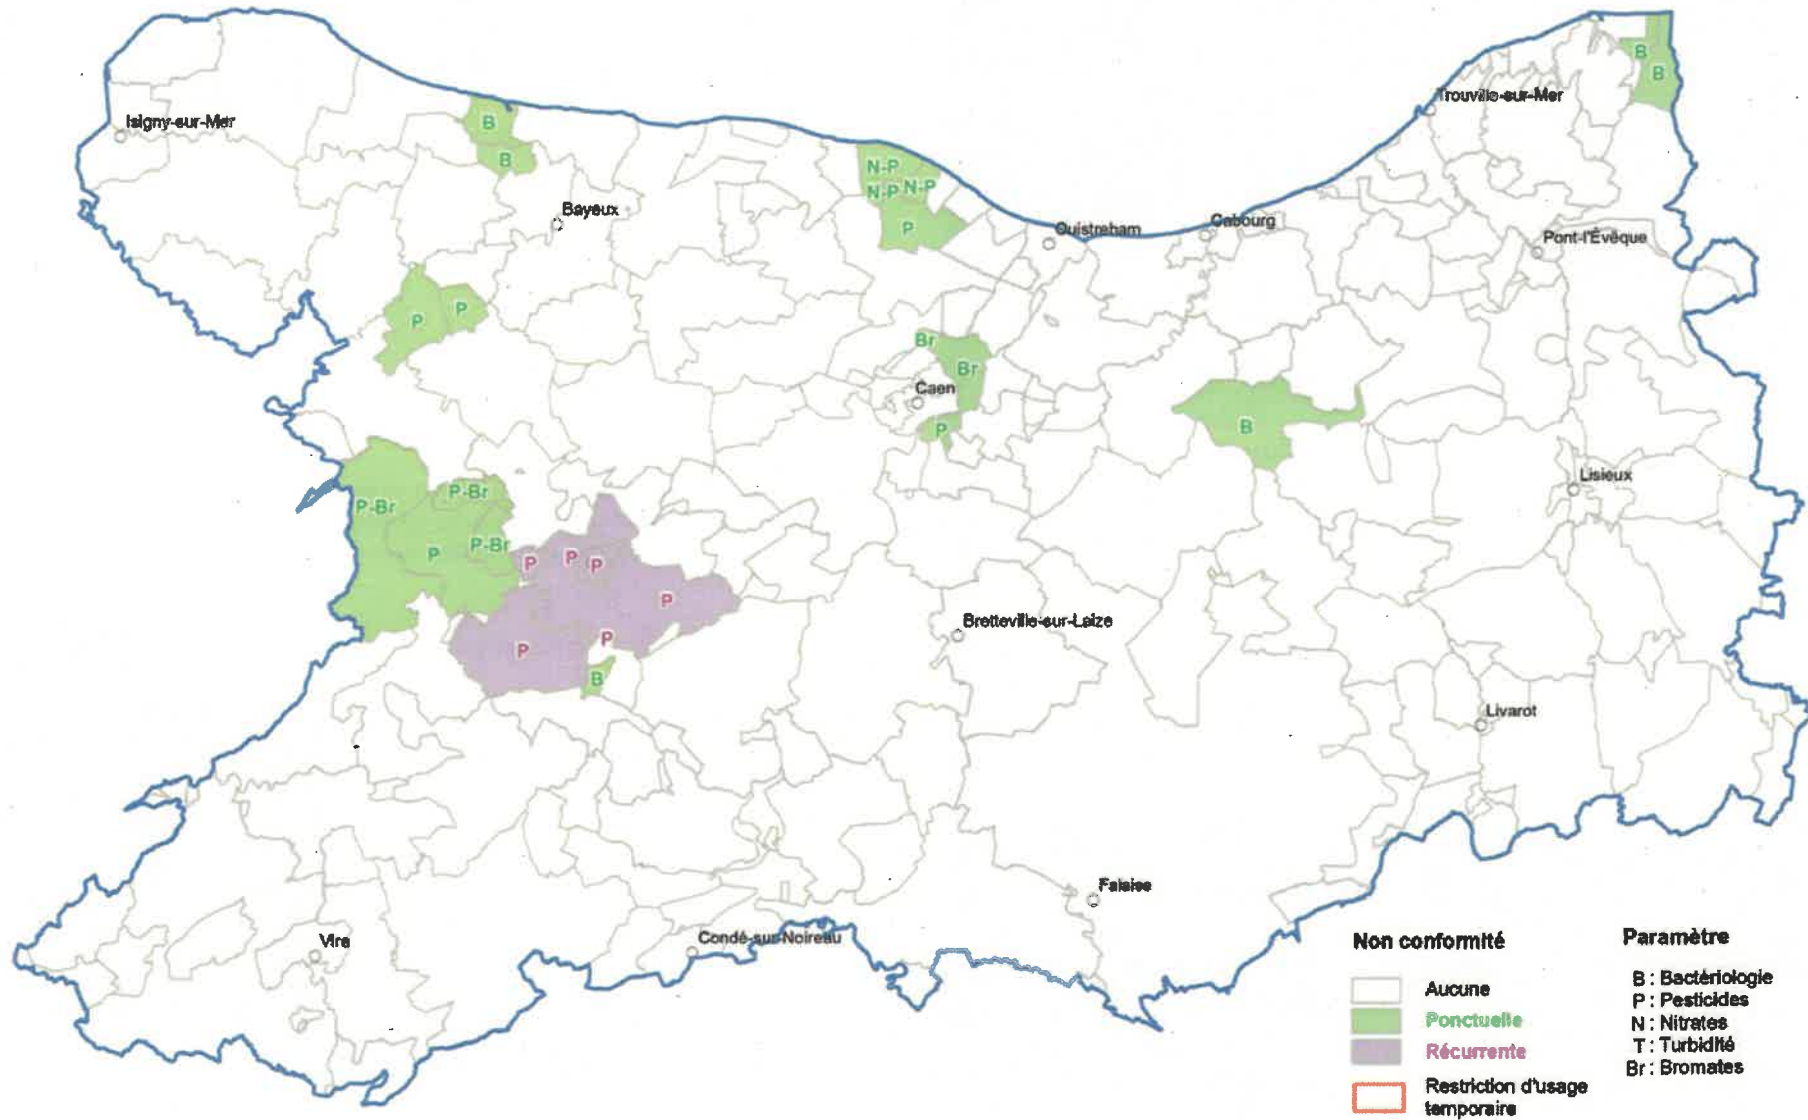 B
B
Trouville-sur-Mer
Isigny-sur-Mer
B
B
N-P
N-P N-P
P
Bayeux
Ouistreham
Cabourg
Pont-l'Évêque
P
P
Br
Br
Caen
P
B
Lisieux
P-Br
P-Br
P-Br
P
P
P
P
P
P
P
B
Bretteville-sur-Laize
Livarot
Falaise
Vire
Condé-sur-Noireau
Non conformité
Aucune
Ponctuelle
Récurrente
Restriction d'usage
temporaire
Paramètre
B : Bactériologie
P : Pesticides
N : Nitrates
T : Turbidité
Br : Bromates